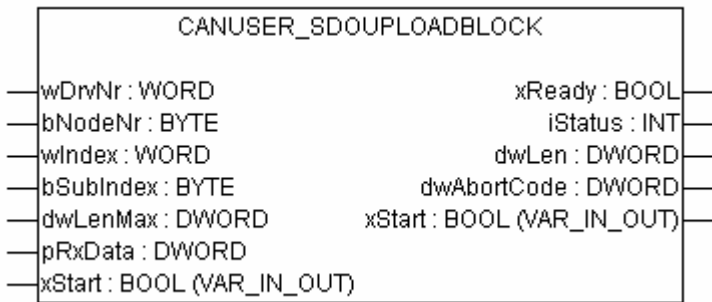 CANUSER_SDOUPLOADBLOCK
wDrvNr : WORD xReady : BOOL
bNodeNr : BYTE iStatus : INT
wIndex : WORD dwLen : DWORD
bSubIndex : BYTE dwAbortCode : DWORD
dwLenMax : DWORD xStart : BOOL (VAR_IN_OUT)
pRxData : DWORD
xStart : BOOL (VAR_IN_OUT)